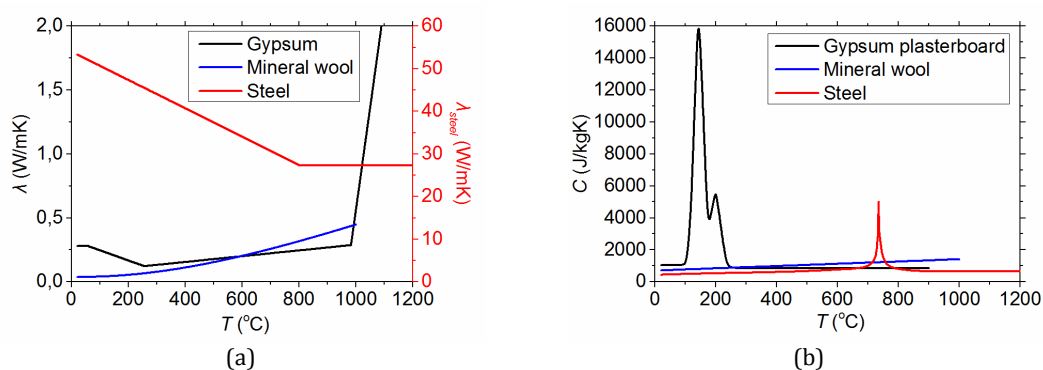 2,0
1,5
1,0
0,5
0,0
λ (W/mK)
60
50
40
30
20
10
0
λsteel (W/mK)
Gypsum
Mineral wool
Steel
0 200 400 600 800 1000 1200
T (°C)
(a)
16000
14000
12000
10000
8000
6000
4000
2000
0
C (J/kgK)
Gypsum plasterboard
Mineral wool
Steel
0 200 400 600 800 1000 1200
T (°C)
(b)